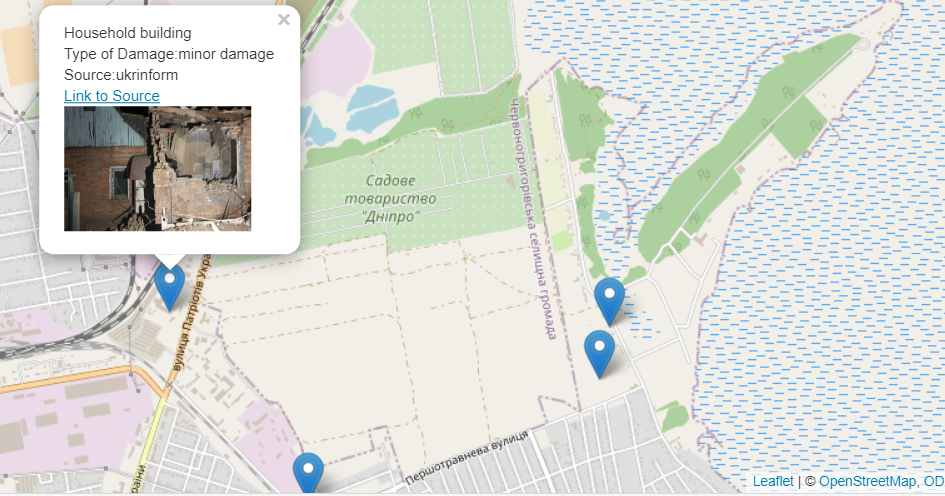 ×
Household building
Type of Damage:minor damage
Source:ukrinform
Link to Source
Садове
товариство
"Дніпро"
Червоногригорівська селищна громада
вулиця Патріотів Укра
раїни
Першотравнева вулиця
Leaflet | © OpenStreetMap, OD